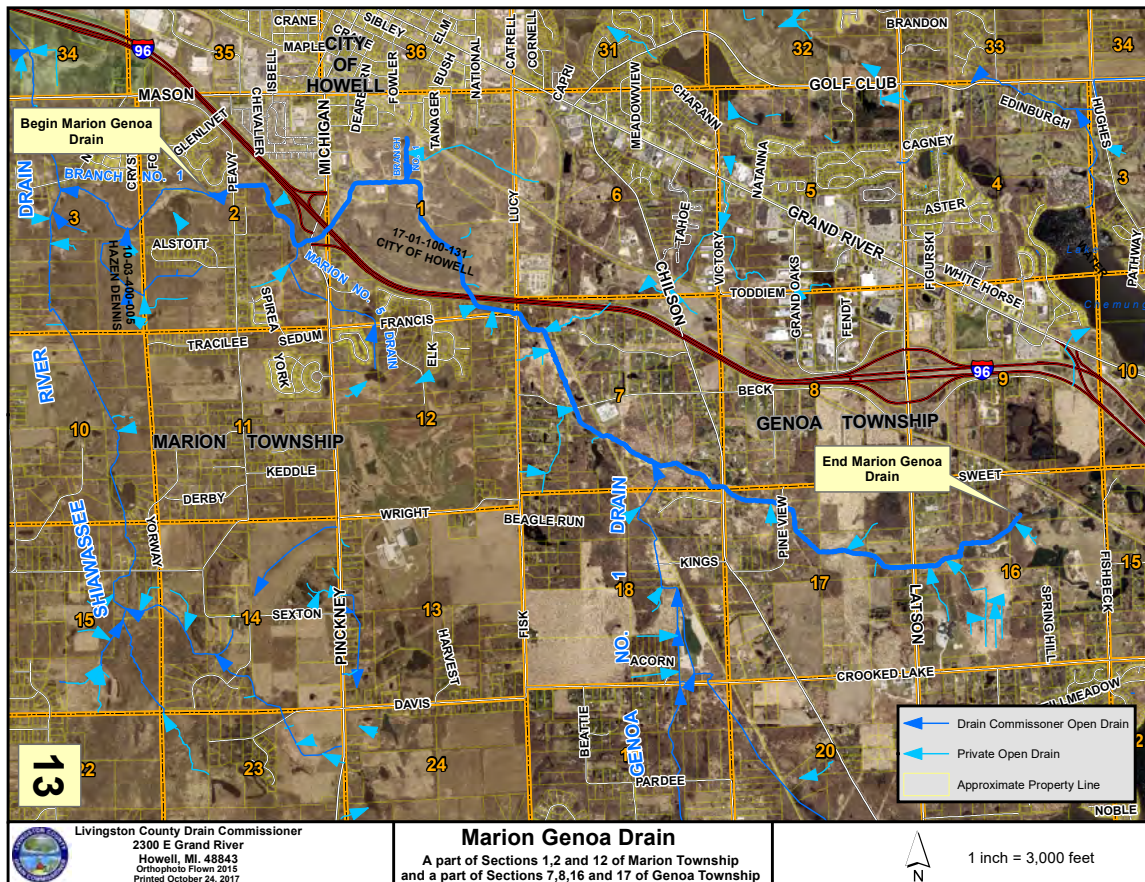 34
96
35
CRANE
MAPLE
CRANE
SIBLEY
ELM
36
CITY
OF
HOWELL
ISBELL
DEARBORN
FOWLER
BUSH
TANAGER
NATIONAL
CATRELL
CORNELL
CAPRI
31
MEADOWVIEW
CHARANN
32
BRANDON
33
34
GOLF CLUB
MASON
CHEVALIER
MICHIGAN
GLENLIVET
Begin Marion Genoa
Drain
EDINBURGH
HUGHES
CAGNEY
DRAIN
BRANCH NO. 1
PEAVY
BRANCH
2
1
3
LUCY
6
NATANNA
5
4
3
ASTER
GRAND RIVER
PATHWAY
ALSTOTT
10-03-400-005
HAZEN DENNIS
17-01-100-131
CITY OF HOWELL
TAHOE
VICTORY
CHILSON
FIGURSKI
WHITE HORSE
MARION NO. 5 DRAIN
SPIREA
TODDIEM
GRAND OAKS
FENDT
FRANCIS
TRACILEE
SEDUM
YORK
ELK
RIVER
BECK
7
8
96
9
10
10
11
12
MARION TOWNSHIP
GENOA TOWNSHIP
KEDDLE
DERBY
End Marion Genoa
Drain
SWEET
WRIGHT
BEAGLE RUN
DRAIN
PINEVIEW
YORWAY
KINGS
17
16
15
FISHBECK
SHIAWASSEE
15
14
SEXTON
PINCKNEY
13
HARVEST
FISK
18
NO. 1
LATSON
SPRING HILL
ACORN
CROOKED LAKE
DAVIS
BEATTIE
GENOA
PARDEE
20
22
23
24
13
NOBLE
Drain Commissoner Open Drain
Private Open Drain
Approximate Property Line
Livingston County Drain Commissioner
2300 E Grand River
Howell, MI. 48843
Orthophoto Flown 2015
Printed October 24, 2017
Marion Genoa Drain
A part of Sections 1,2 and 12 of Marion Township
and a part of Sections 7,8,16 and 17 of Genoa Township
N
1 inch = 3,000 feet